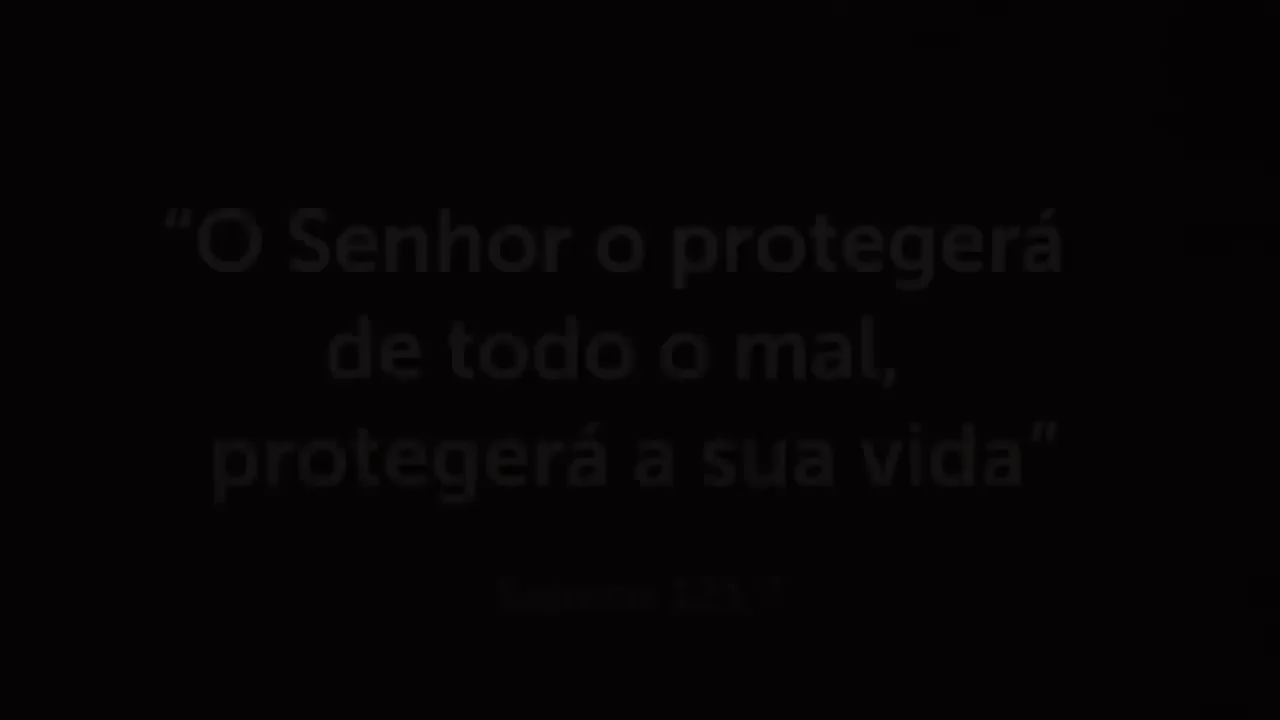 “O Senhor o protegerá
de todo o mal,
protegerá a sua vida”